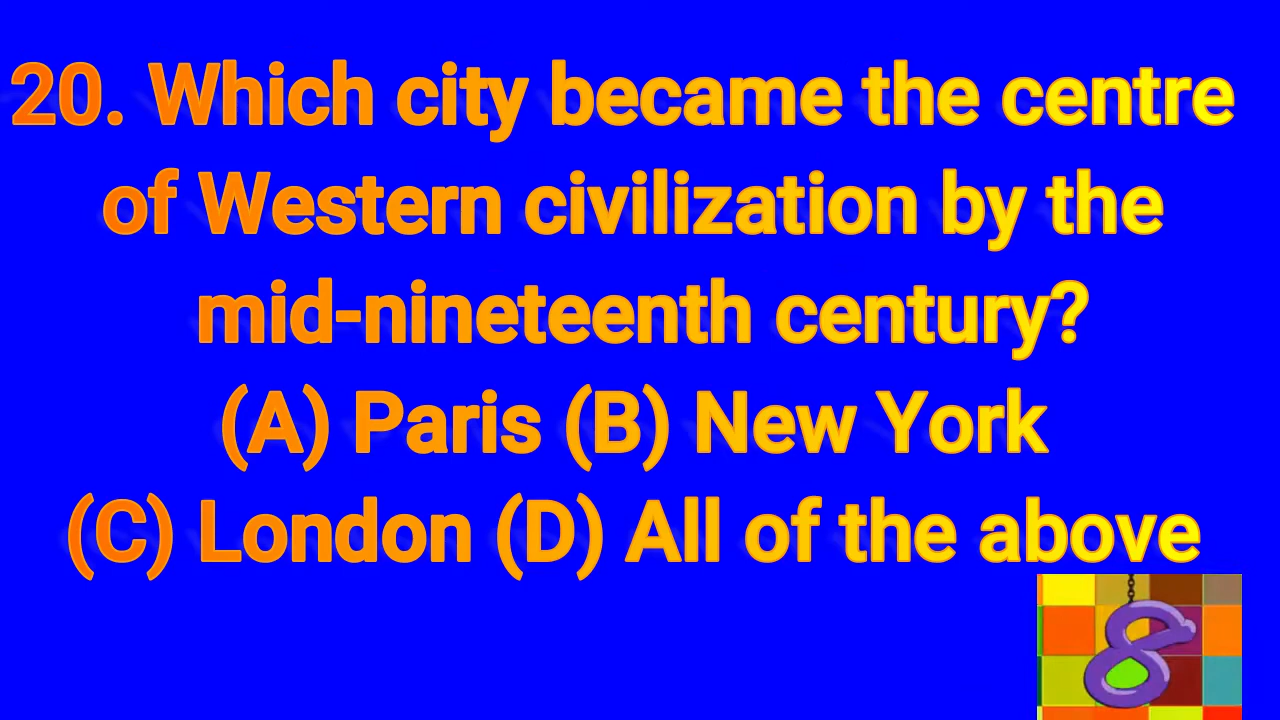 20. Which city became the centre
of Western civilization by the
mid-nineteenth century?
(A) Paris (B) New York
(C) London (D) All of the above
8